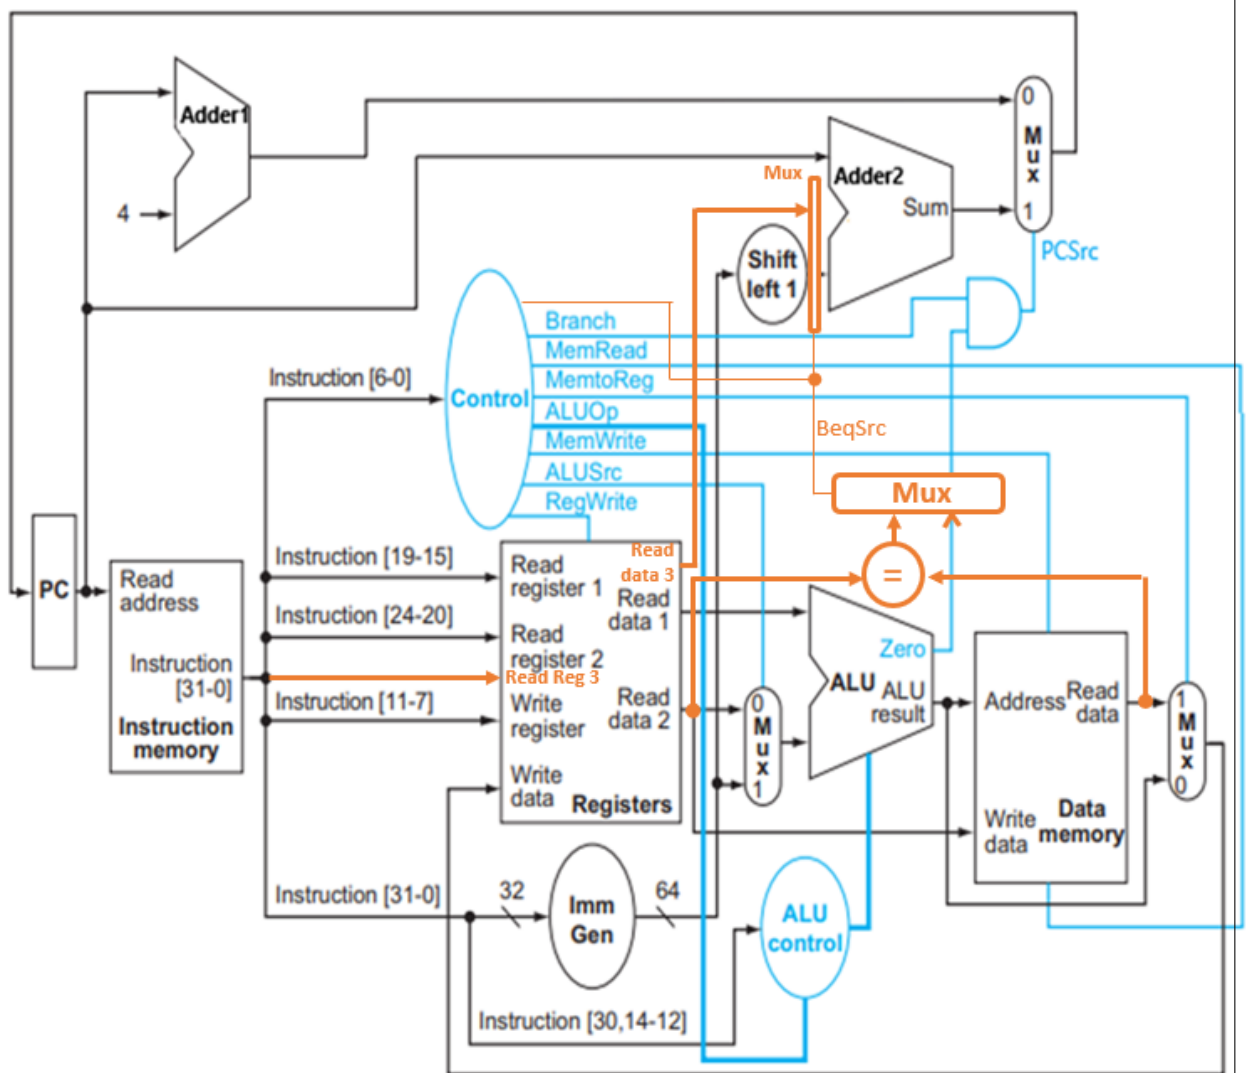 Adder1
4
Mux
Adder2
Sum
0
Mux
1
PCSrc
Shift
left 1
Branch
MemRead
MemtoReg
ALUOp
MemWrite
ALUSrc
RegWrite
Control
Instruction [6-0]
BeqSrc
Mux
=
PC
Read
address
Instruction
[31-0]
Instruction
memory
Instruction [19-15]
Instruction [24-20]
Instruction [11-7]
Instruction [31-0]
Read
register 1
Read
register 2
Read Reg 3
Write
register
Write
data
Registers
Read
data 3
Read
data 1
Read
data 2
0
Mux
1
Zero
ALU
ALU
result
Address
Read
data
Write
data
Data
memory
1
Mux
0
32
Imm
Gen
64
ALU
control
Instruction [30,14-12]